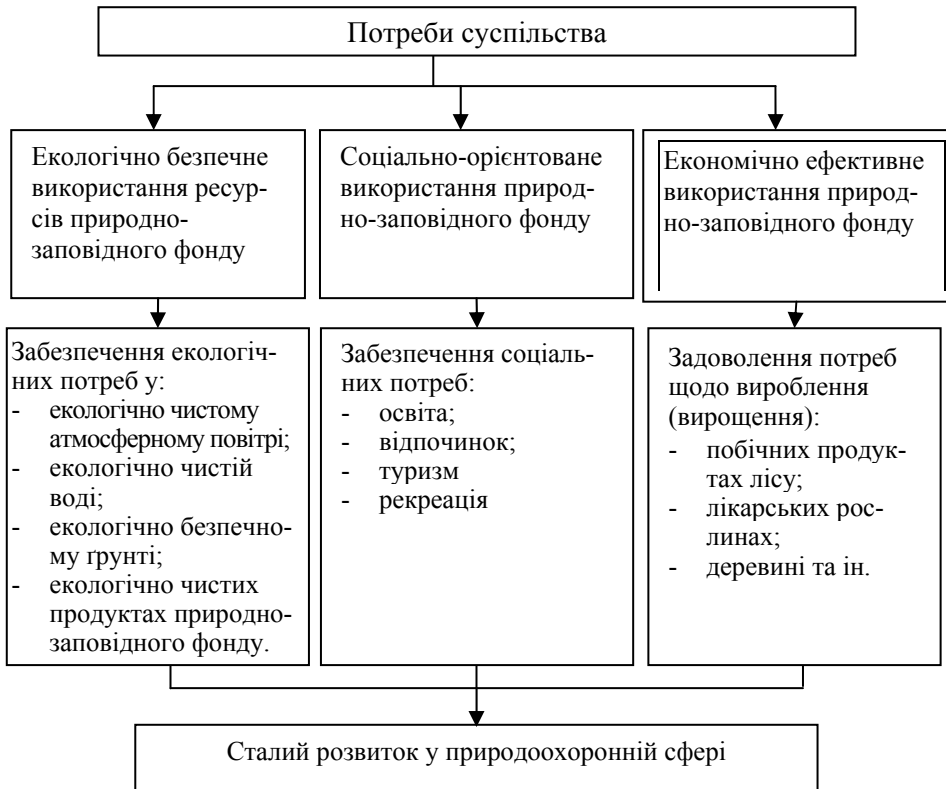 Потреби суспільства
Екологічно безпечне
використання ресур-
сів природно-
заповідного фонду
Соціально-орієнтоване
використання природ-
но-заповідного фонду
Економічно ефективне
використання природ-
но-заповідного фонду
Забезпечення екологіч-
них потреб у:
- екологічно чистому
атмосферному повітрі;
- екологічно чистій
воді;
- екологічно безпечно-
му ґрунті;
- екологічно чистих
продуктах природно-
заповідного фонду.
Забезпечення соціаль-
них потреб:
- освіта;
- відпочинок;
- туризм
- рекреація
Задоволення потреб
щодо вироблення
(вирощення):
- побічних продук-
тах лісу;
- лікарських рос-
линах;
- деревині та ін.
Сталий розвиток у природоохоронній сфері